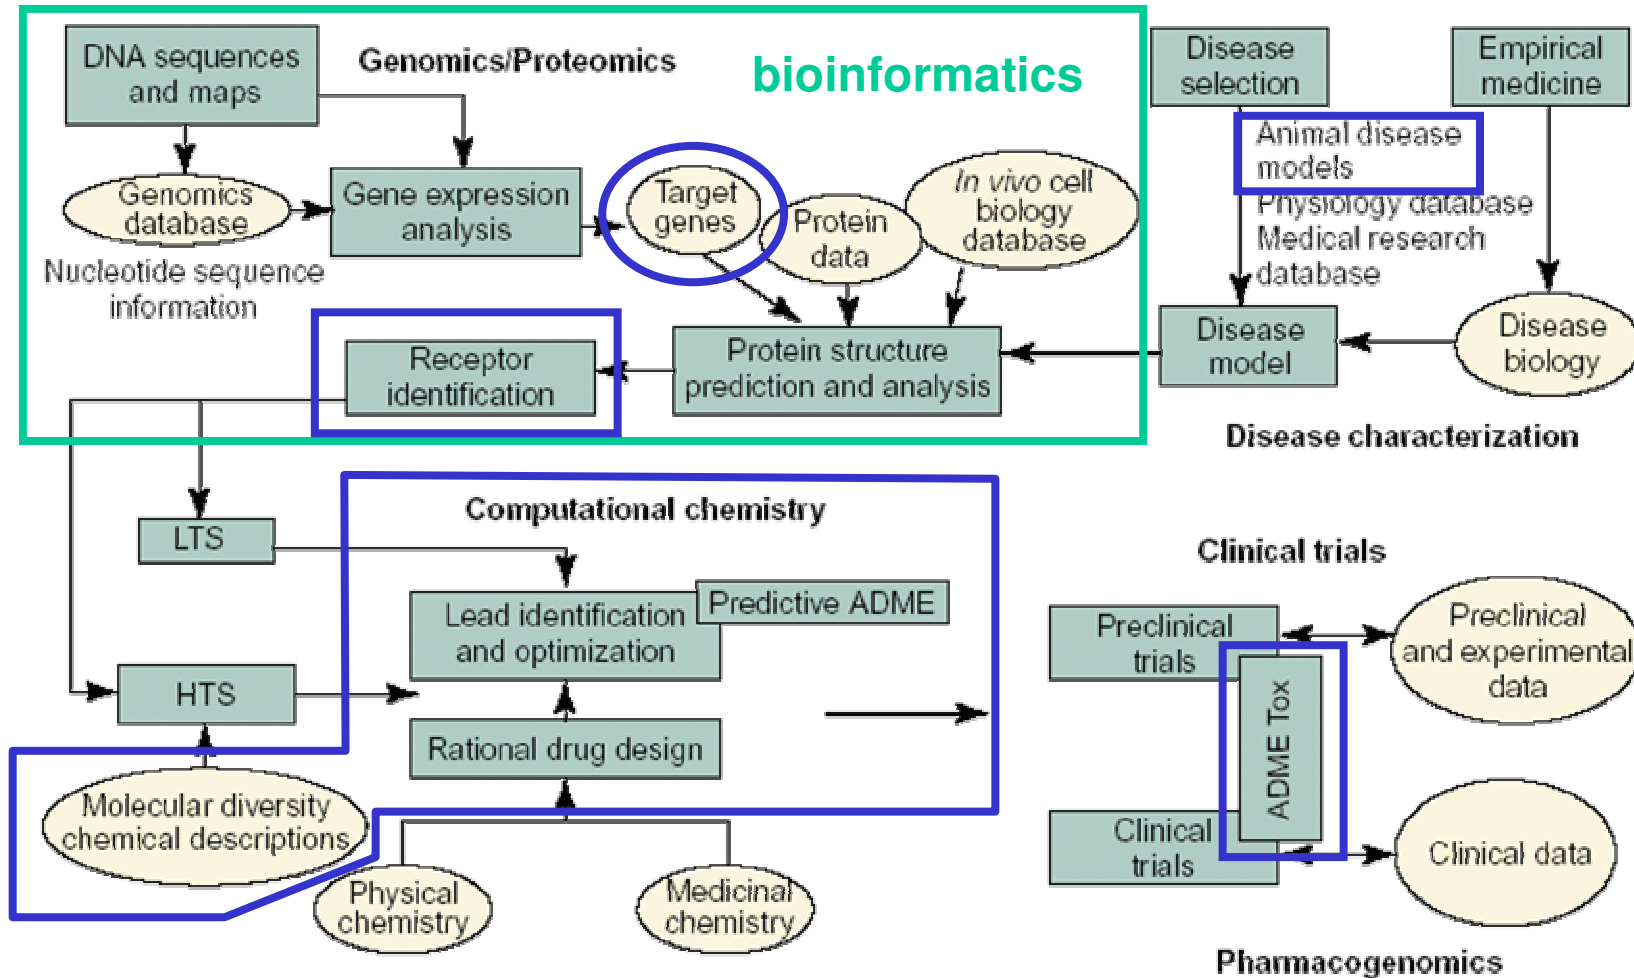 DNA sequences
and maps
Genomics/Proteomics
bioinformatics
Disease
selection
Empirical
medicine
Animal disease
models
Physiology database
Medical research
database
Genomics
database
Nucleotide sequence
information
Gene expression
analysis
Target
genes
Protein
data
In vivo cell
biology
database
Receptor
identification
Protein structure
prediction and analysis
Disease
model
Disease
biology
Disease characterization
Computational chemistry
LTS
Lead identification
and optimization
Predictive ADME
HTS
Rational drug design
Molecular diversity
chemical descriptions
Physical
chemistry
Medicinal
chemistry
Clinical trials
Preclinical
trials
Preclinical
and experimental
data
ADME Tox
Clinical
trials
Clinical data
Pharmacogenomics